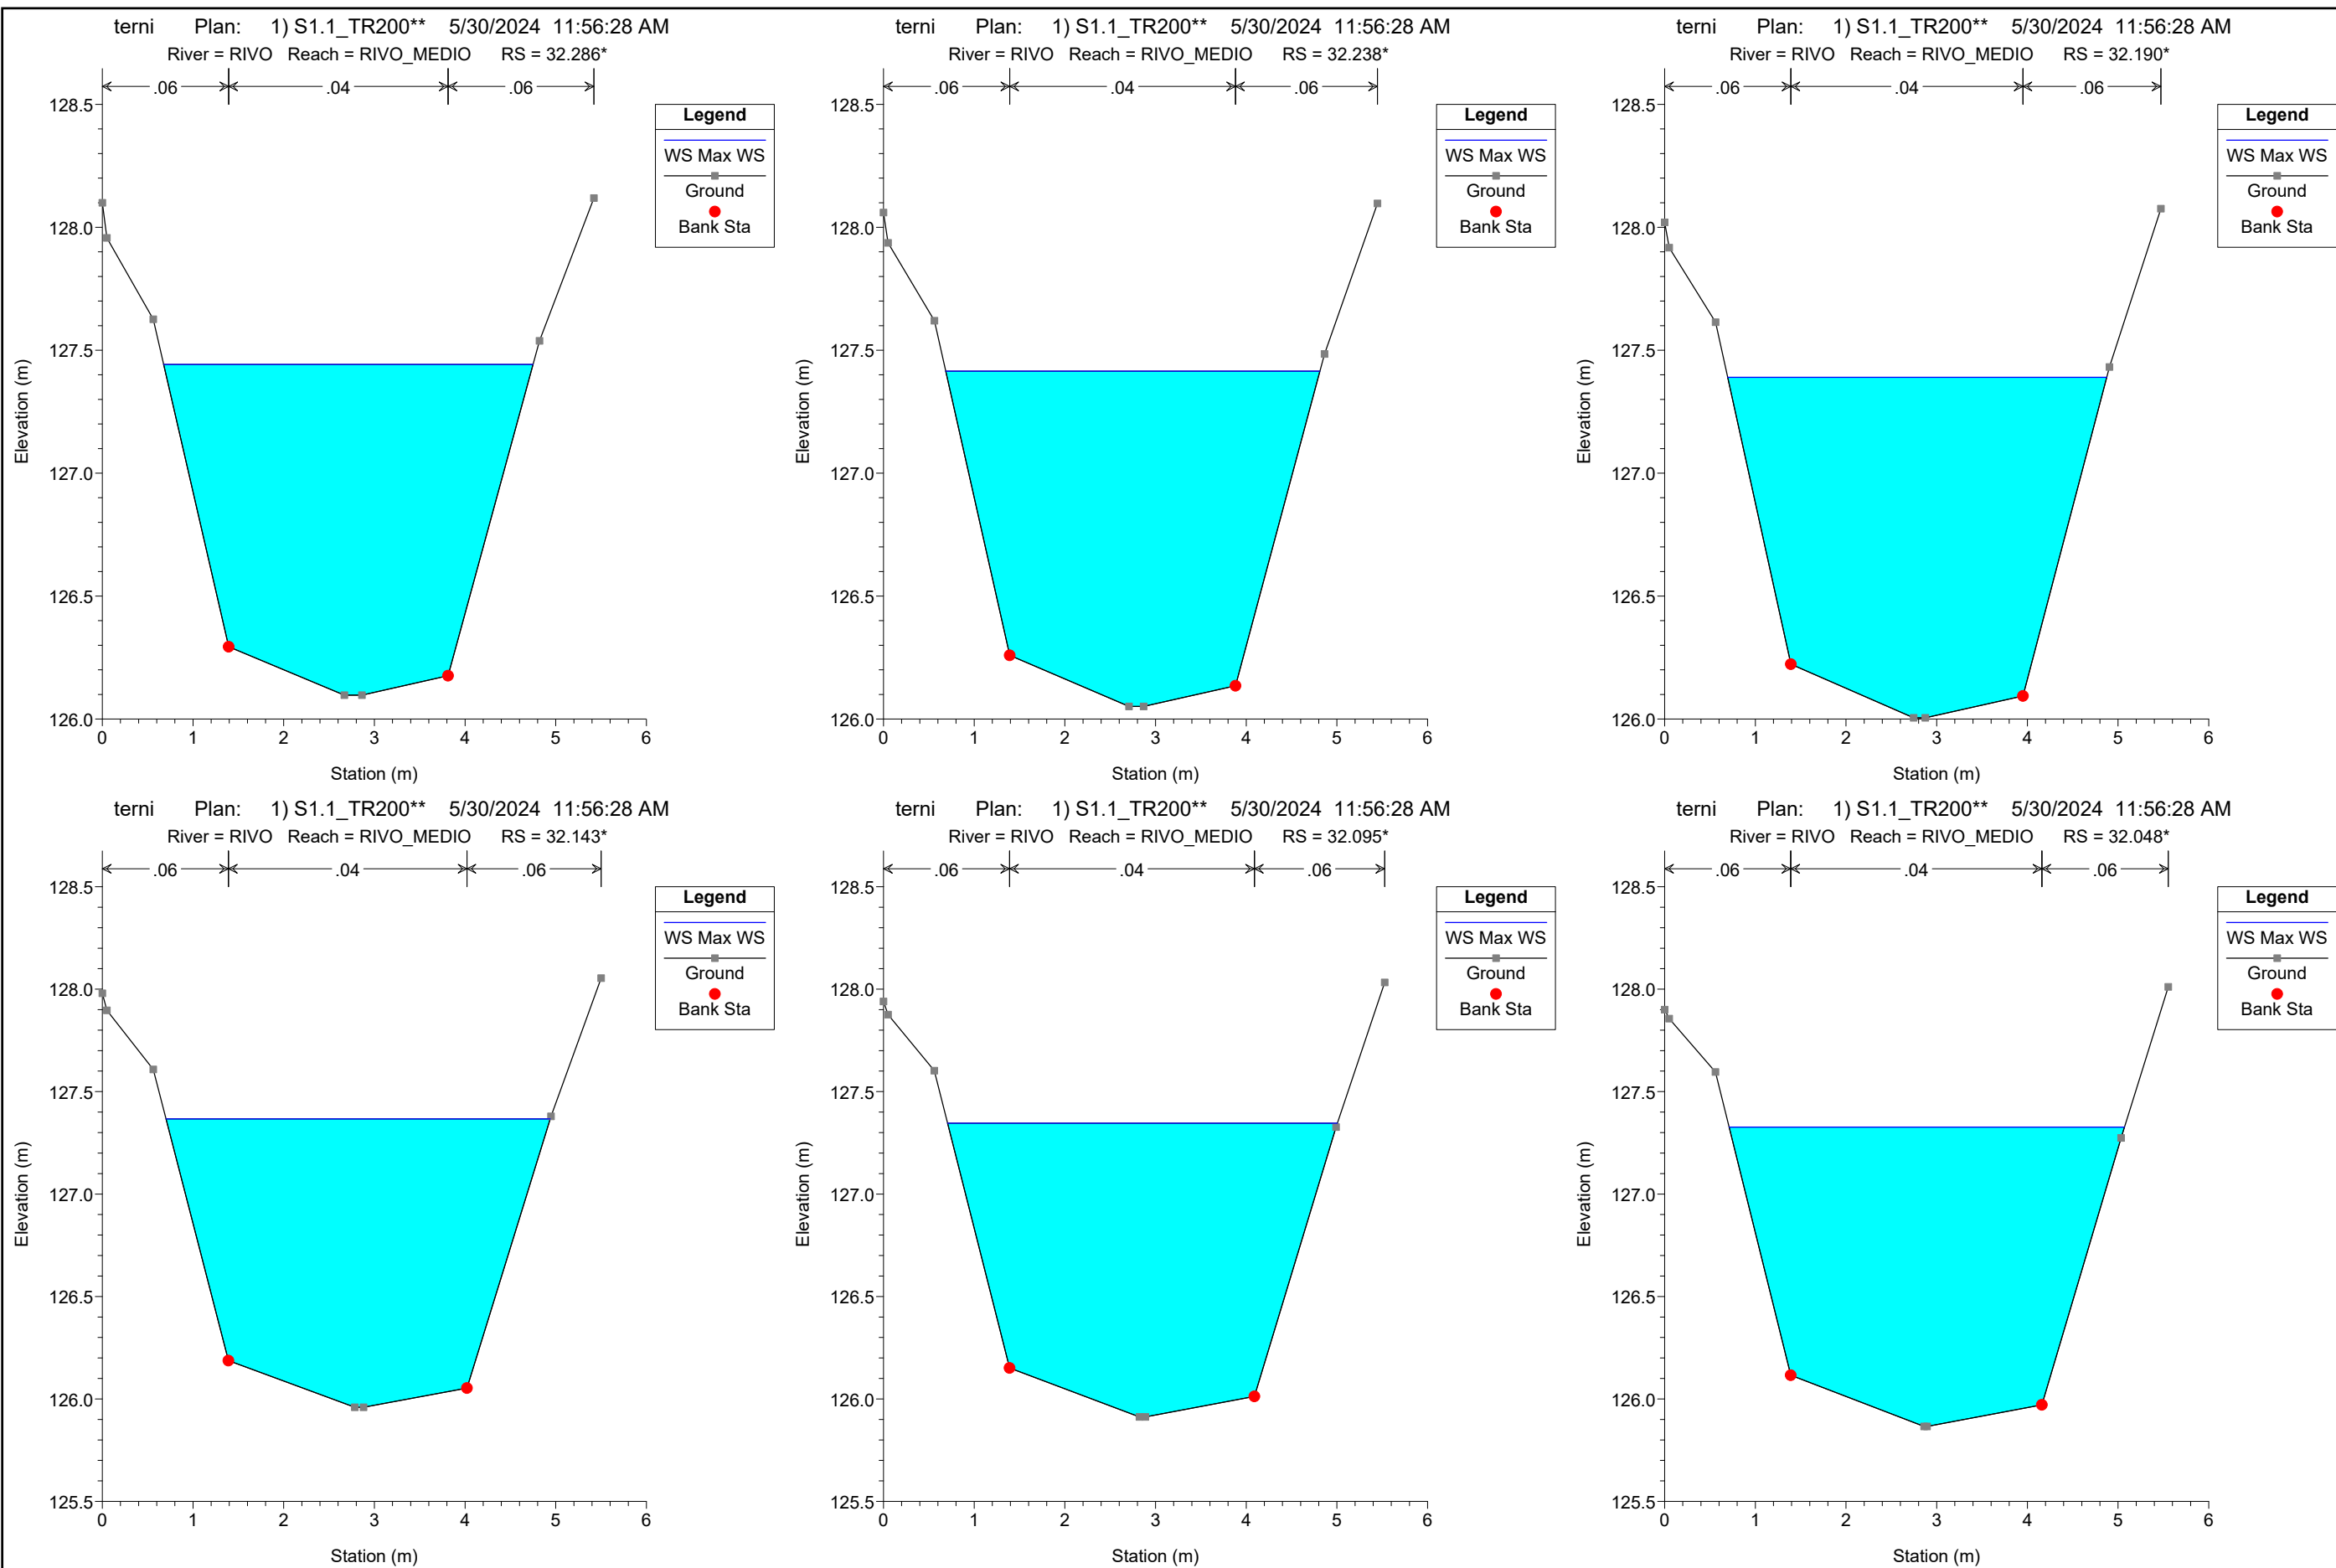 terni Plan: 1) S1.1_TR200** 5/30/2024 11:56:28 AM
River = RIVO Reach = RIVO_MEDIO RS = 32.286*
.06 .04 .06
128.5
128.0
127.5
127.0
126.5
126.0
Elevation (m)
0 1 2 3 4 5 6
Station (m)
Legend
WS Max WS
Ground
Bank Sta
terni Plan: 1) S1.1_TR200** 5/30/2024 11:56:28 AM
River = RIVO Reach = RIVO_MEDIO RS = 32.238*
.06 .04 .06
128.5
128.0
127.5
127.0
126.5
126.0
Elevation (m)
0 1 2 3 4 5 6
Station (m)
Legend
WS Max WS
Ground
Bank Sta
terni Plan: 1) S1.1_TR200** 5/30/2024 11:56:28 AM
River = RIVO Reach = RIVO_MEDIO RS = 32.190*
.06 .04 .06
128.5
128.0
127.5
127.0
126.5
126.0
Elevation (m)
0 1 2 3 4 5 6
Station (m)
Legend
WS Max WS
Ground
Bank Sta
terni Plan: 1) S1.1_TR200** 5/30/2024 11:56:28 AM
River = RIVO Reach = RIVO_MEDIO RS = 32.143*
.06 .04 .06
128.5
128.0
127.5
127.0
126.5
126.0
125.5
Elevation (m)
0 1 2 3 4 5 6
Station (m)
Legend
WS Max WS
Ground
Bank Sta
terni Plan: 1) S1.1_TR200** 5/30/2024 11:56:28 AM
River = RIVO Reach = RIVO_MEDIO RS = 32.095*
.06 .04 .06
128.5
128.0
127.5
127.0
126.5
126.0
125.5
Elevation (m)
0 1 2 3 4 5 6
Station (m)
Legend
WS Max WS
Ground
Bank Sta
terni Plan: 1) S1.1_TR200** 5/30/2024 11:56:28 AM
River = RIVO Reach = RIVO_MEDIO RS = 32.048*
.06 .04 .06
128.5
128.0
127.5
127.0
126.5
126.0
125.5
Elevation (m)
0 1 2 3 4 5 6
Station (m)
Legend
WS Max WS
Ground
Bank Sta